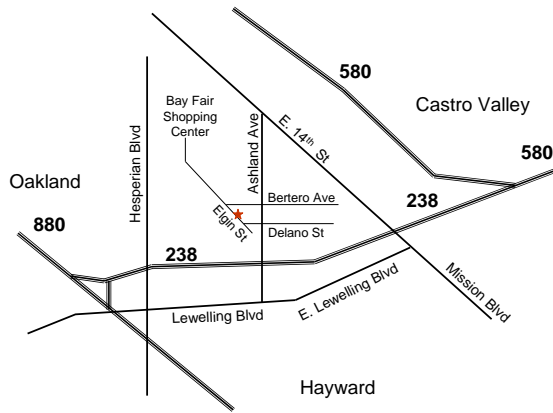 580
Castro Valley
580
Bay Fair
Shopping
Center
E. 14th St
Hesperian Blvd
Ashland Ave
Oakland
880
Bertero Ave
Elgin St
Delano St
238
238
Lewelling Blvd
E. Lewelling Blvd
Mission Blvd
Hayward